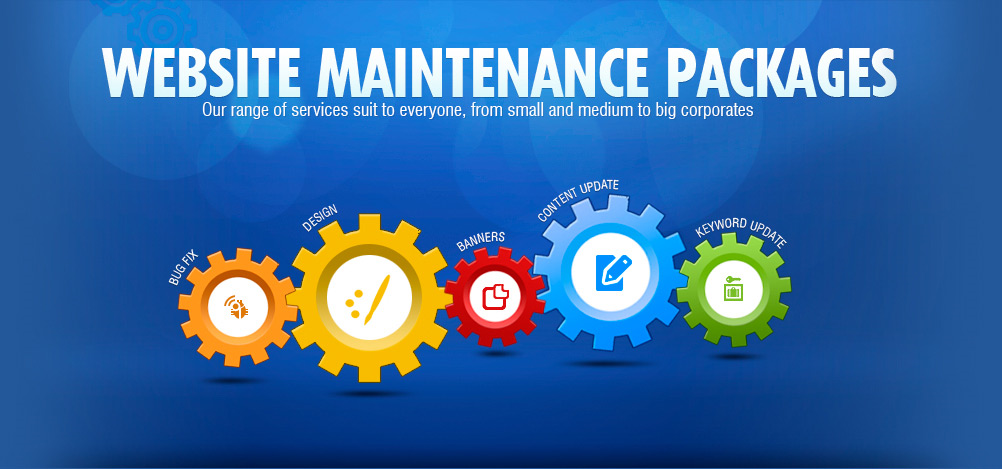 WEBSITE MAINTENANCE PACKAGES
Our range of services suit to everyone, from small and medium to big corporates
BUG FIX
DESIGN
BANNERS
CONTENT UPDATE
KEYWORD UPDATE